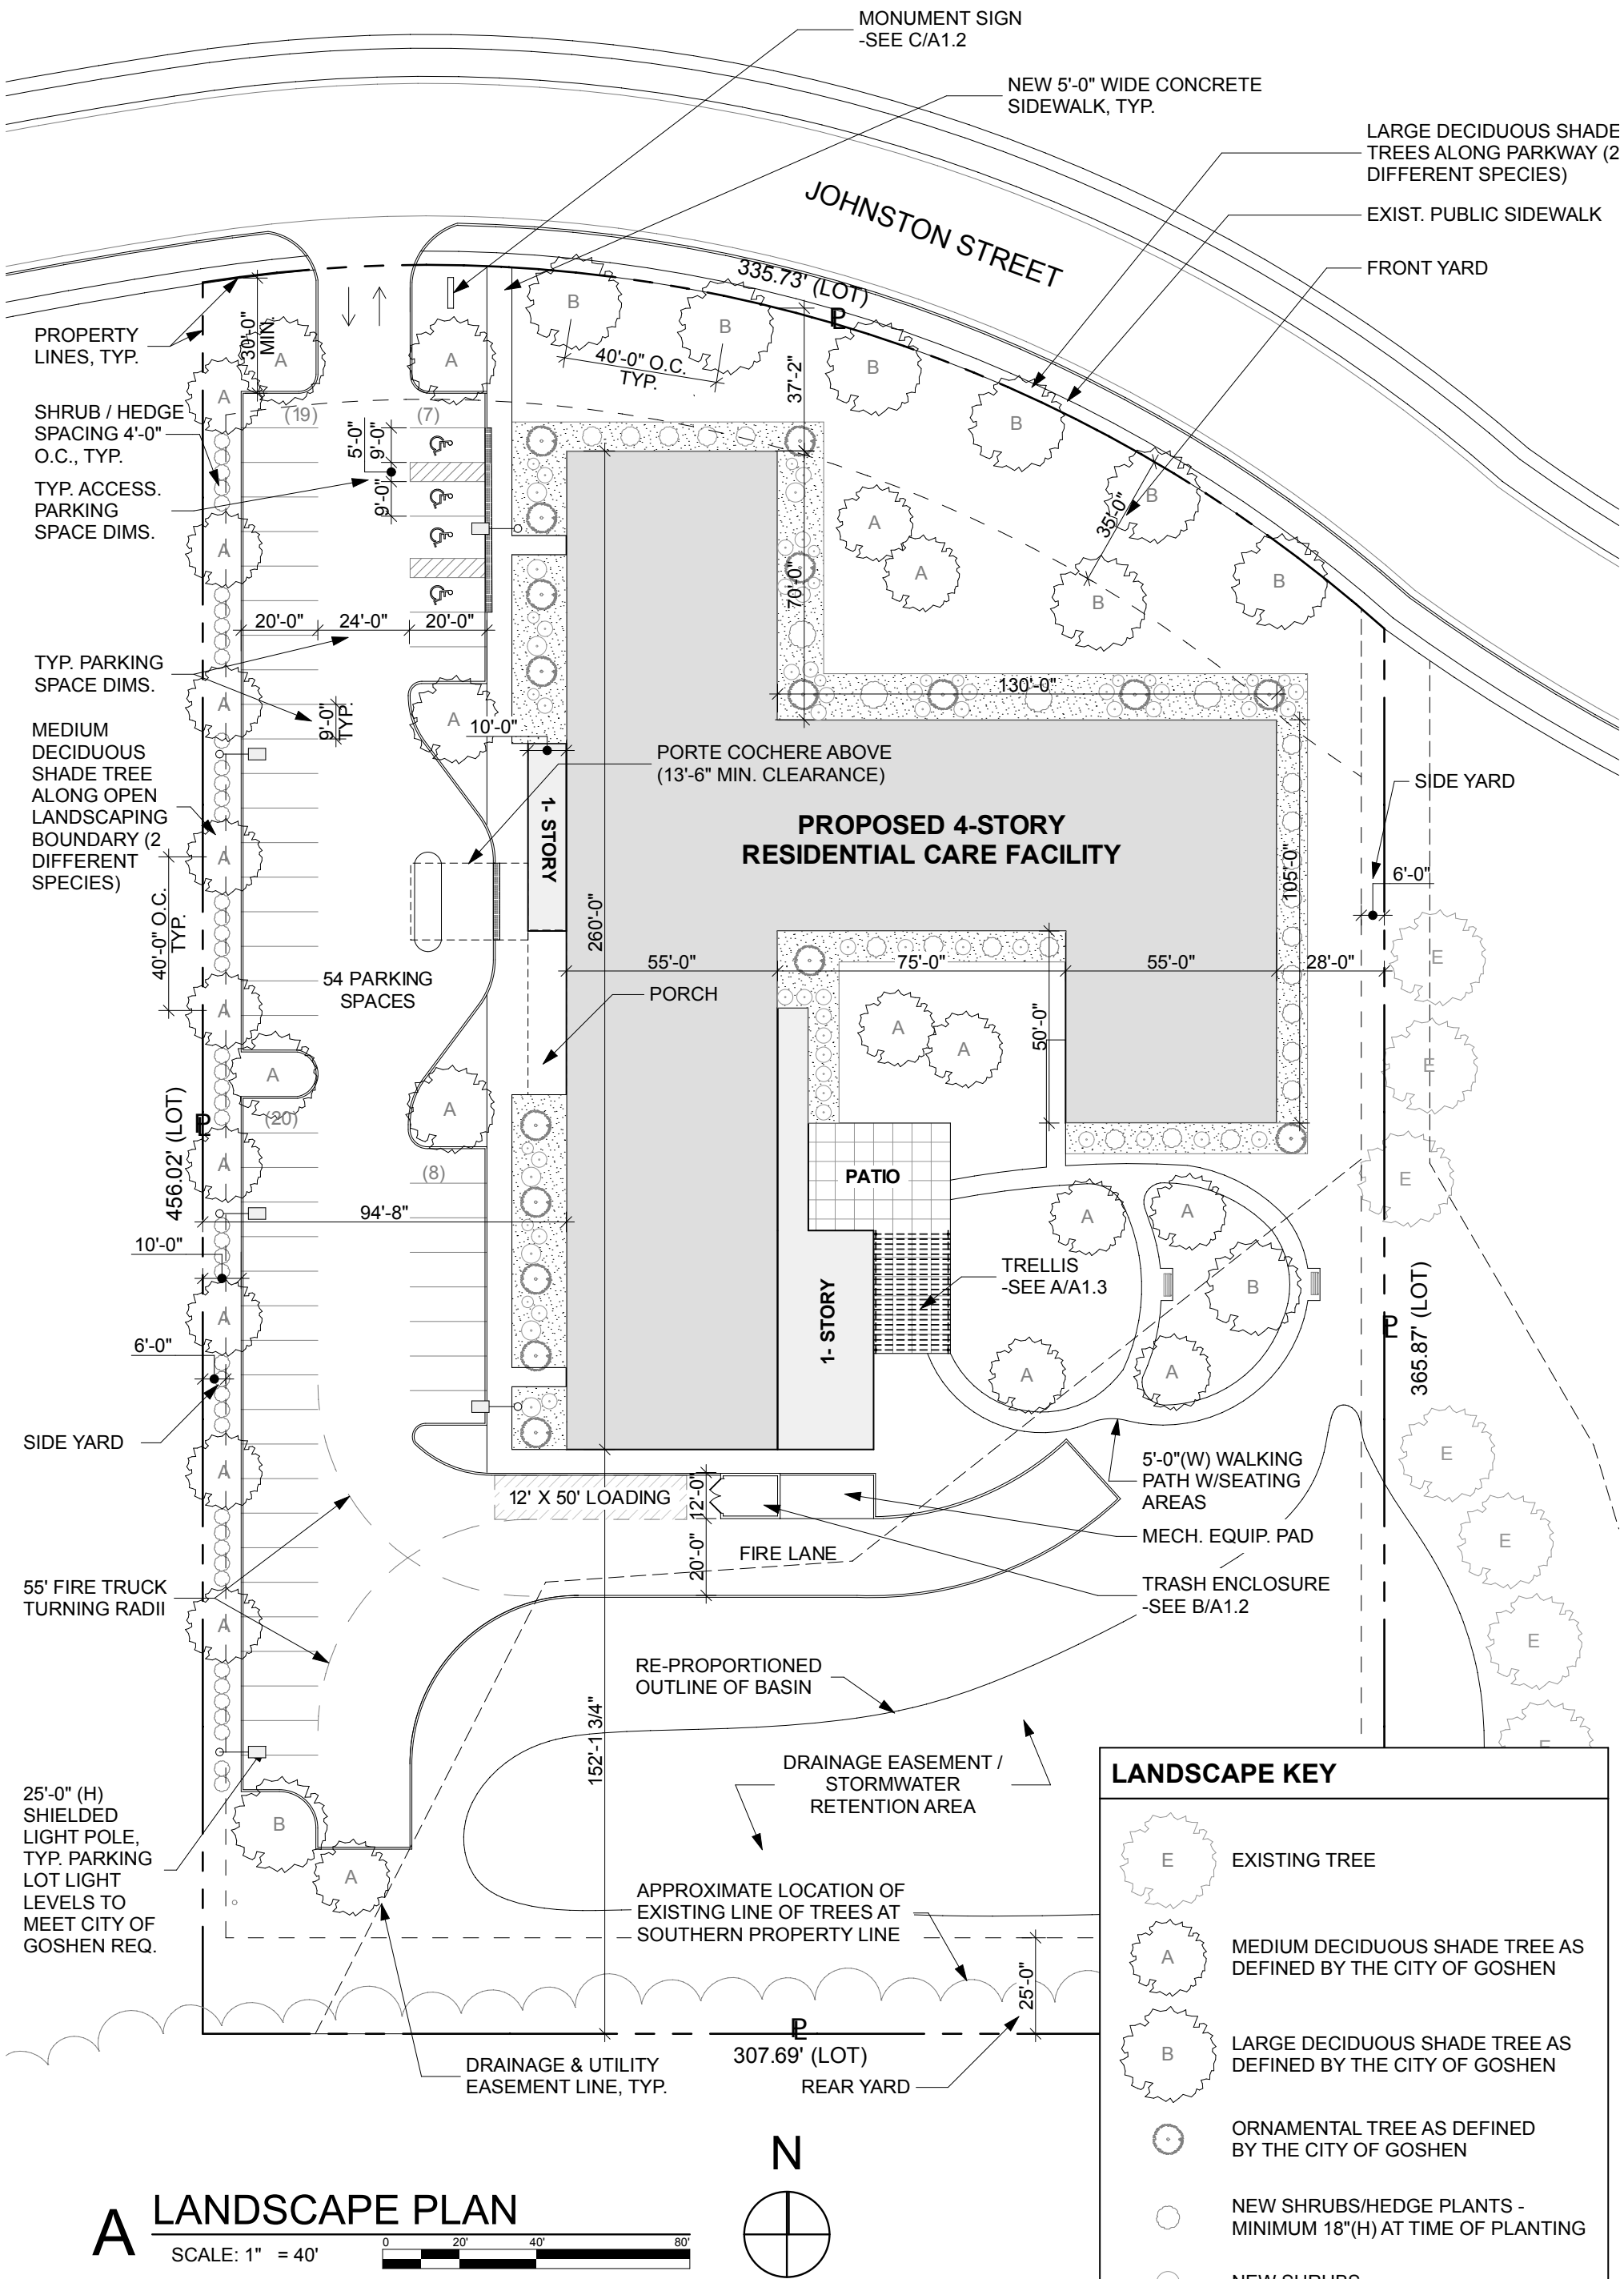 MONUMENT SIGN
-SEE C/A1.2
NEW 5'-0" WIDE CONCRETE
SIDEWALK, TYP.
LARGE DECIDUOUS SHADE
TREES ALONG PARKWAY (2
DIFFERENT SPECIES)
EXIST. PUBLIC SIDEWALK
FRONT YARD
JOHNSTON STREET
335.73' (LOT)
PL
PROPERTY
LINES, TYP.
30'-0"
MIN.
A
A
A
B
B
B
B
B
B
B
40'-0" O.C.
TYP.
37'-2"
35'-0"
SHRUB / HEDGE
SPACING 4'-0"
O.C., TYP.
(19)
(7)
5'-0"
9'-0"
9'-0"
TYP. ACCESS.
PARKING
SPACE DIMS.
A
A
A
70'-0"
20'-0"
24'-0"
20'-0"
TYP. PARKING
SPACE DIMS.
9'-0"
TYP.
A
A
10'-0"
130'-0"
MEDIUM
DECIDUOUS
SHADE TREE
ALONG OPEN
LANDSCAPING
BOUNDARY (2
DIFFERENT
SPECIES)
PORTE COCHERE ABOVE
(13'-6" MIN. CLEARANCE)
1- STORY
PROPOSED 4-STORY
RESIDENTIAL CARE FACILITY
SIDE YARD
6'-0"
105'-0"
A
40'-0" O.C.
TYP.
260'-0"
54 PARKING
SPACES
55'-0"
75'-0"
55'-0"
28'-0"
E
PORCH
A
A
A
50'-0"
E
A
A
(20)
456.02' (LOT)
PL
A
(8)
PATIO
E
94'-8"
A
A
10'-0"
TRELLIS
-SEE A/A1.3
B
A
1- STORY
6'-0"
A
A
PL
365.87' (LOT)
SIDE YARD
A
E
5'-0"(W) WALKING
PATH W/SEATING
AREAS
12' X 50' LOADING
12'-0"
MECH. EQUIP. PAD
20'-0"
FIRE LANE
E
55' FIRE TRUCK
TURNING RADII
TRASH ENCLOSURE
-SEE B/A1.2
A
E
RE-PROPORTIONED
OUTLINE OF BASIN
152'-1 3/4"
E
DRAINAGE EASEMENT /
STORMWATER
RETENTION AREA
25'-0" (H)
SHIELDED
LIGHT POLE,
TYP. PARKING
LOT LIGHT
LEVELS TO
MEET CITY OF
GOSHEN REQ.
B
A
APPROXIMATE LOCATION OF
EXISTING LINE OF TREES AT
SOUTHERN PROPERTY LINE
25'-0"
PL
307.69' (LOT)
DRAINAGE & UTILITY
EASEMENT LINE, TYP.
REAR YARD
LANDSCAPE KEY
E
EXISTING TREE
A
MEDIUM DECIDUOUS SHADE TREE AS
DEFINED BY THE CITY OF GOSHEN
B
LARGE DECIDUOUS SHADE TREE AS
DEFINED BY THE CITY OF GOSHEN
ORNAMENTAL TREE AS DEFINED
BY THE CITY OF GOSHEN
NEW SHRUBS/HEDGE PLANTS -
MINIMUM 18"(H) AT TIME OF PLANTING
NEW SHRUBS
N
A
LANDSCAPE PLAN
SCALE: 1" = 40'
0
20'
40'
80'